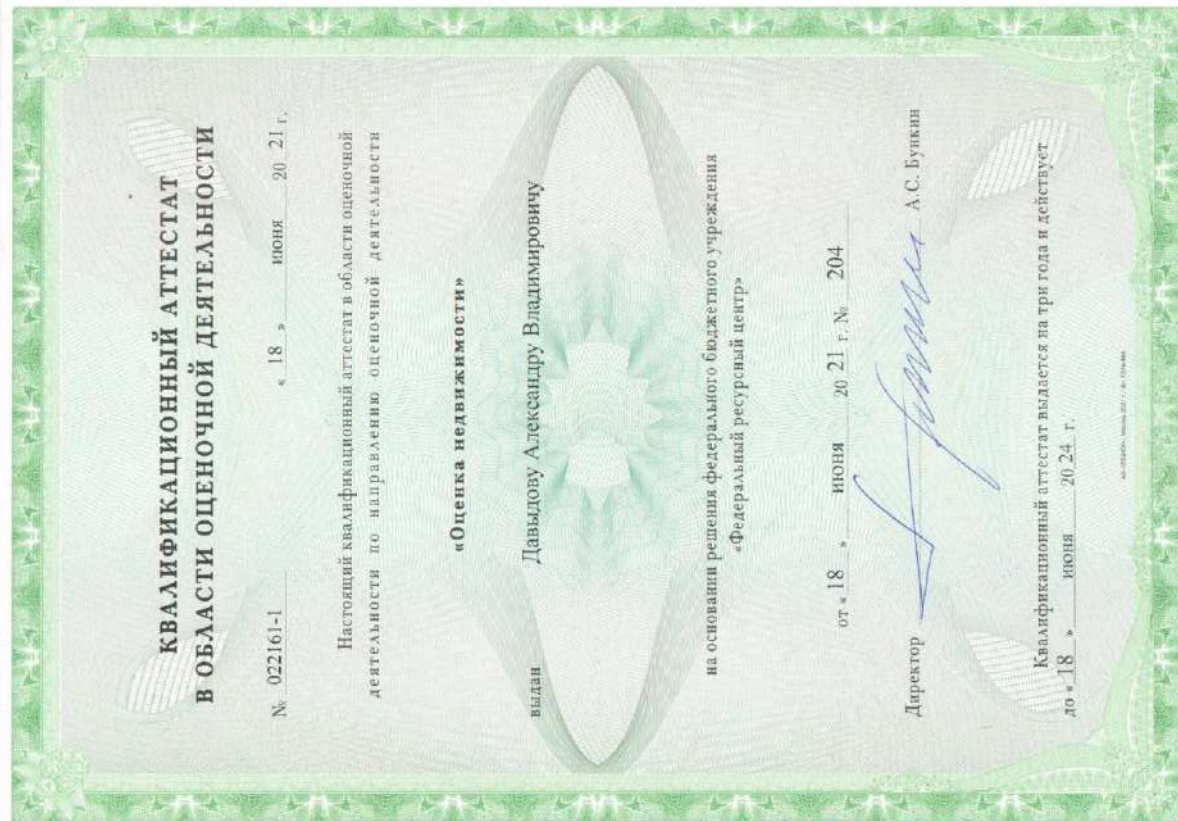 КВАЛИФИКАЦИОННЫЙ АТТЕСТАТ
В ОБЛАСТИ ОЦЕНОЧНОЙ ДЕЯТЕЛЬНОСТИ
№ 022161-1 « 18 » июня 20 21 г.
Настоящий квалификационный аттестат в области оценочной
деятельности по направлению оценочной деятельности
«Оценка недвижимости»
выдан Давыдову Александру Владимировичу
на основании решения федерального бюджетного учреждения
«Федеральный ресурсный центр»
от « 18 » июня 20 21 г. № 204
Директор А.С. Бункин
Квалификационный аттестат выдается на три года и действует
до « 18 » июня 20 24 г.